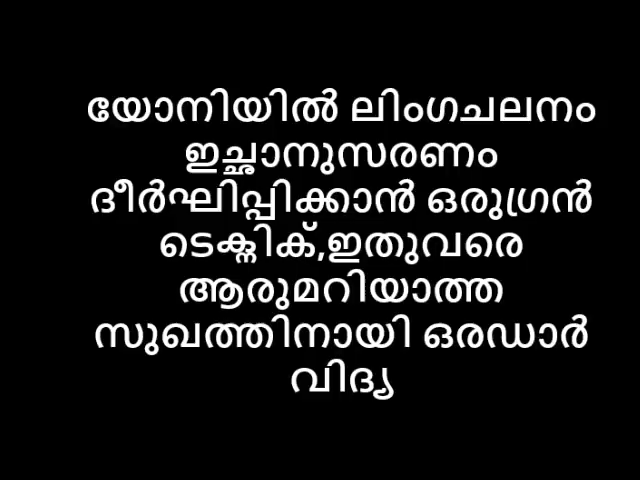 യോനിയിൽ ലിംഗചലനം
ഇച്ഛാനുസരണം
ദീർഘിപ്പിക്കാൻ ഒരുഗ്രൻ
ടെക്നിക്,ഇതുവരെ
ആരുമറിയാത്ത
സുഖത്തിനായി ഒരഡാർ
വിദ്യ